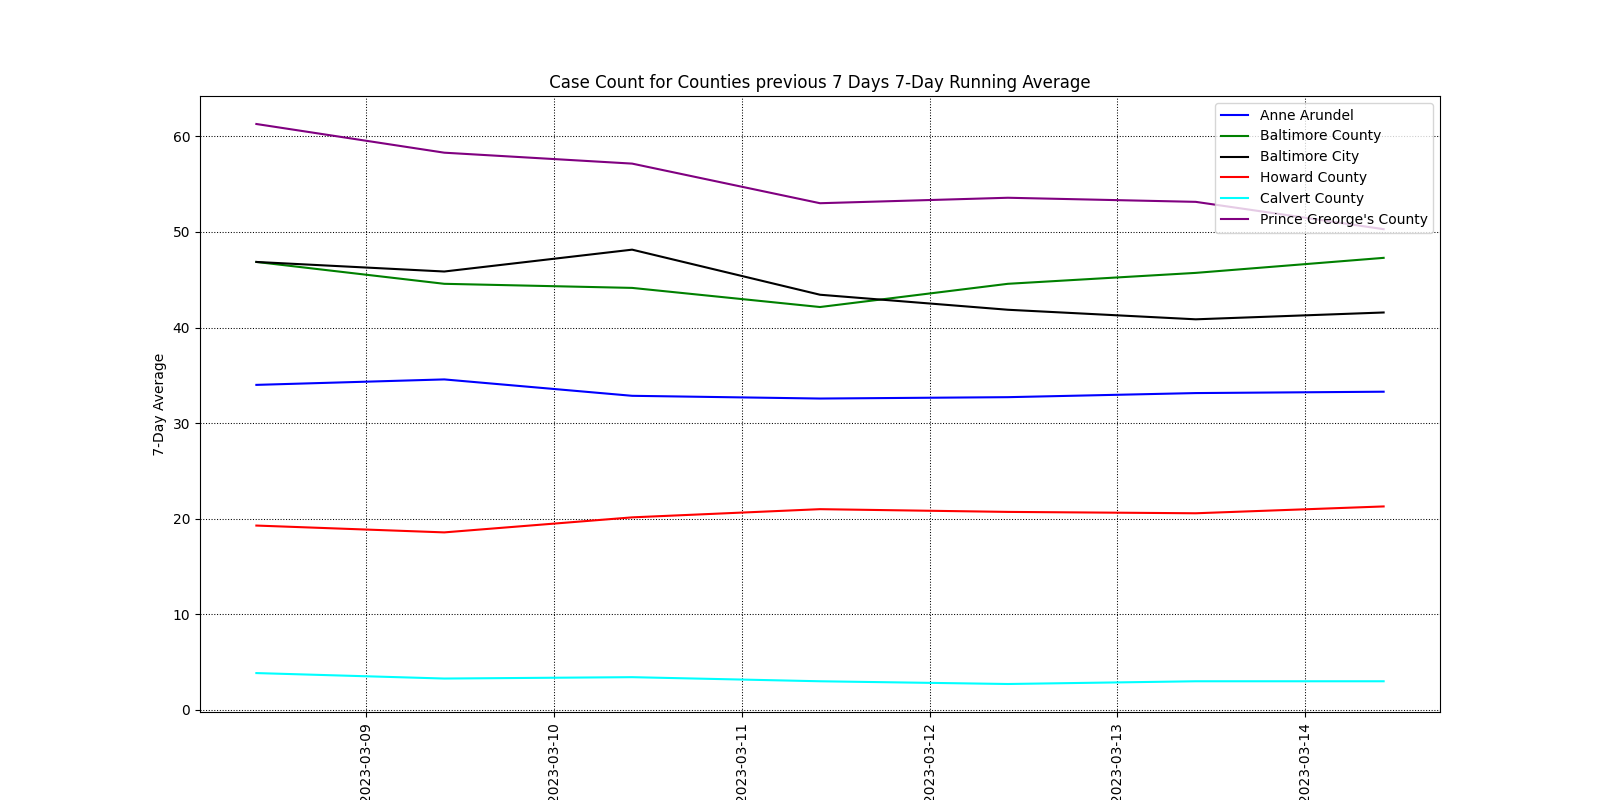 Case Count for Counties previous 7 Days 7-Day Running Average
Anne Arundel
Baltimore County
Baltimore City
Howard County
Calvert County
Prince Greorge's County
7-Day Average
60
50
40
30
20
10
0
2023-03-09
2023-03-10
2023-03-11
2023-03-12
2023-03-13
2023-03-14